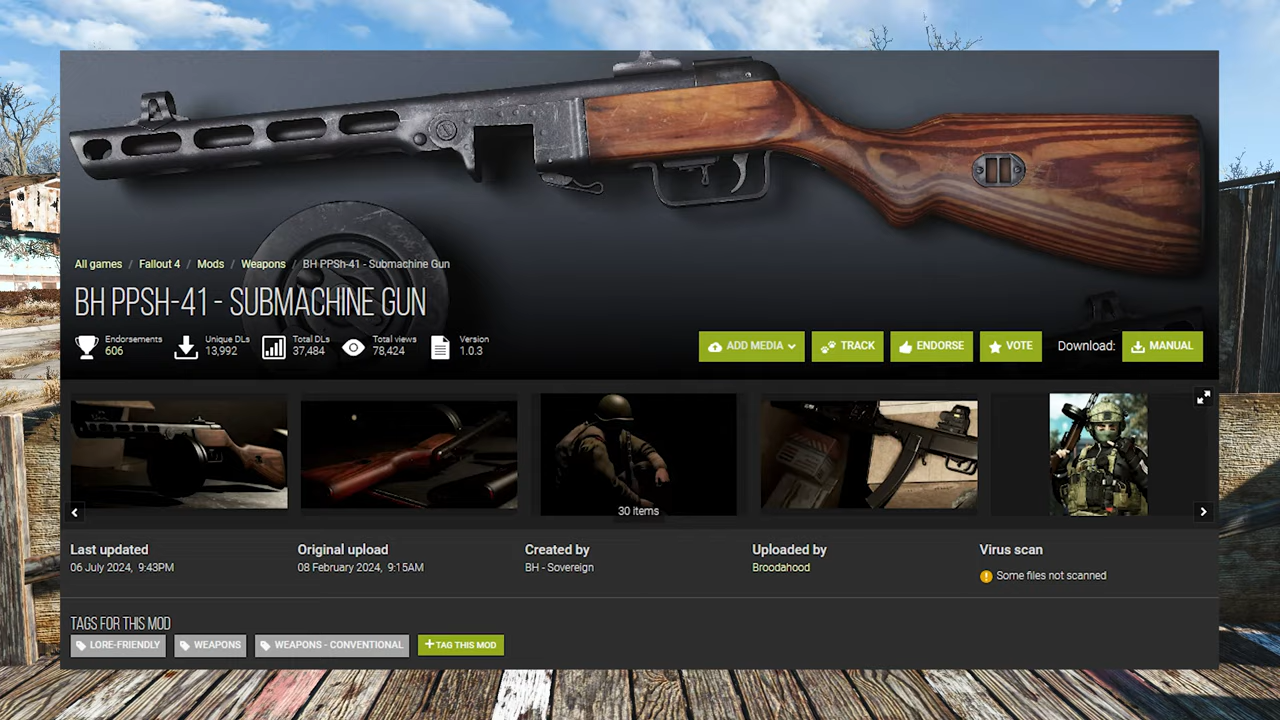 All games / Fallout 4 / Mods / Weapons / BH PPSh-41 - Submachine Gun
BH PPSH-41 - SUBMACHINE GUN
Endorsements
606
Unique DLs
13,992
Total DLs
37,484
Total views
78,424
Version
1.0.3
ADD MEDIA
TRACK
ENDORSE
VOTE
Download:
MANUAL
30 items
Last updated
06 July 2024, 9:43PM
Original upload
08 February 2024, 9:15AM
Created by
BH - Sovereign
Uploaded by
Broodahood
Virus scan
Some files not scanned
TAGS FOR THIS MOD
LORE-FRIENDLY
WEAPONS
WEAPONS - CONVENTIONAL
+ TAG THIS MOD